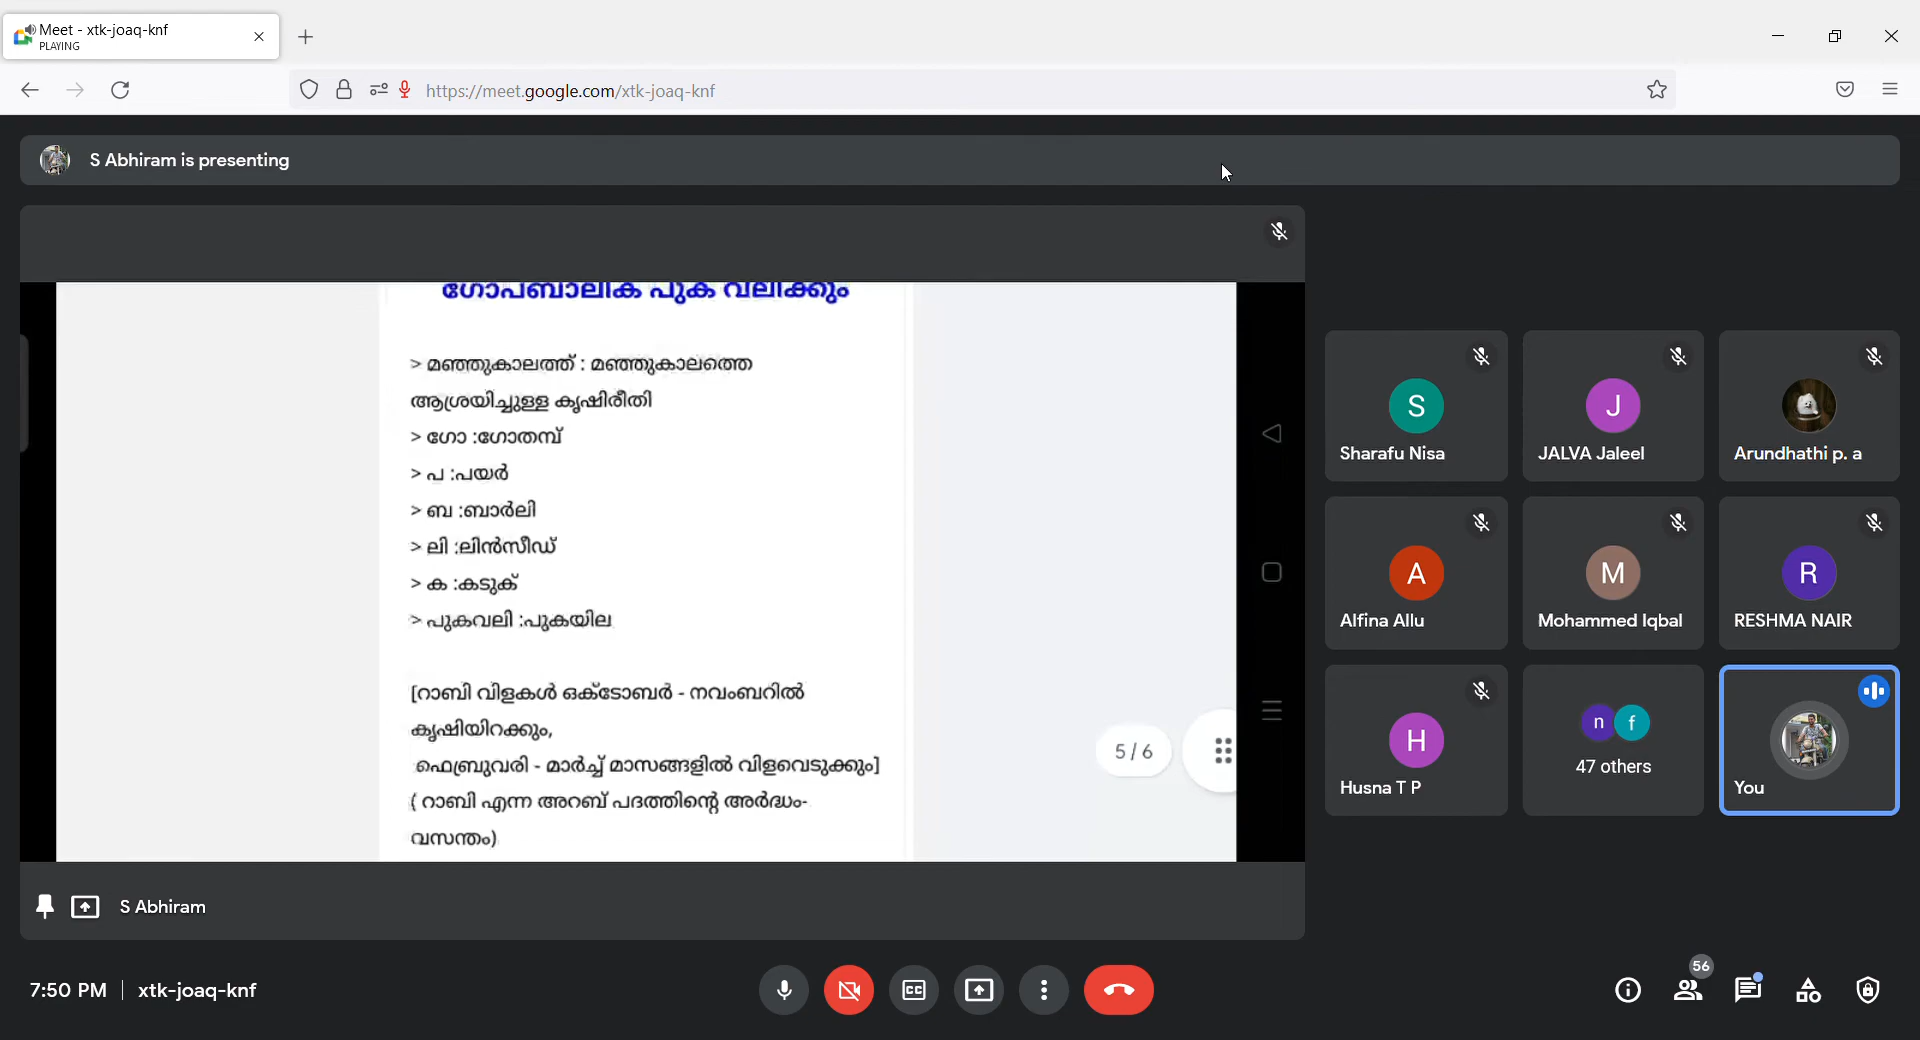 Meet - xtk-joaq-knf
PLAYING
https://meet.google.com/xtk-joaq-knf
S Abhiram is presenting
ഗോപബാലിക പുക വലിക്കും
> മഞ്ഞുകാലത്ത് : മഞ്ഞുകാലത്തെ
ആശ്രയിച്ചുള്ള കൃഷിരീതി
> ഗോ :ഗോതമ്പ്
> പ :പയർ
> ബ :ബാർലി
> ലി :ലിൻസീഡ്
> ക :കടുക്
> പുകവലി :പുകയില
[റാബി വിളകൾ ഒക്ടോബർ - നവംബറിൽ
കൃഷിയിറക്കും,
ഫെബ്രുവരി - മാർച്ച് മാസങ്ങളിൽ വിളവെടുക്കും]
( റാബി എന്ന അറബ് പദത്തിന്റെ അർദ്ധം-
വസന്തം)
5 / 6
S Abhiram
S
Sharafu Nisa
J
JALVA Jaleel
Arundhathi p. a
A
Alfina Allu
M
Mohammed Iqbal
R
RESHMA NAIR
H
Husna T P
n f
47 others
You
7:50 PM | xtk-joaq-knf
CC
56